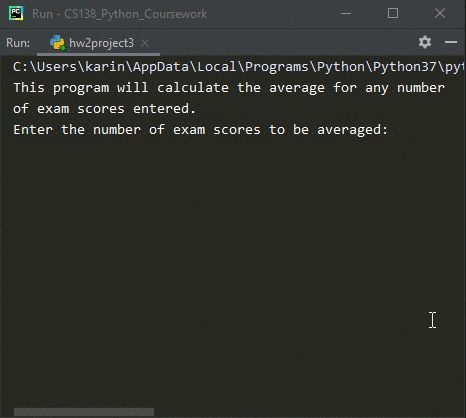 PC
Run - CS138_Python_Coursework
Run: hw2project3
C:\Users\karin\AppData\Local\Programs\Python\Python37\pyt
This program will calculate the average for any number
of exam scores entered.
Enter the number of exam scores to be averaged: